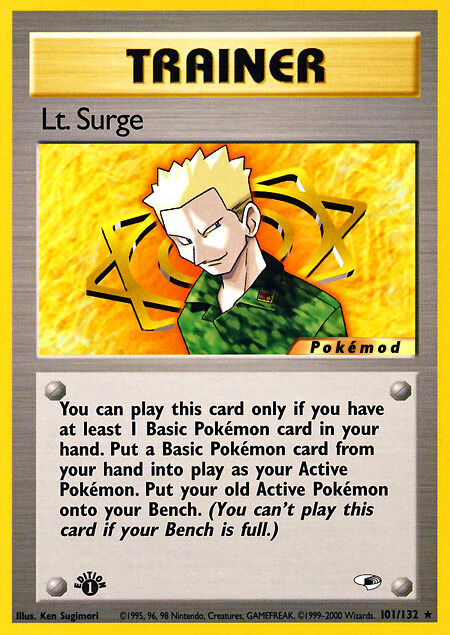 TRAINER
Lt. Surge
Pokémod
You can play this card only if you have
at least 1 Basic Pokémon card in your
hand. Put a Basic Pokémon card from
your hand into play as your Active
Pokémon. Put your old Active Pokémon
onto your Bench. (You can't play this
card if your Bench is full.)
EDITION
1
Illus. Ken Sugimori ©1995, 96, 98 Nintendo, Creatures, GAMEFREAK. ©1999-2000 Wizards. 101/132 ★